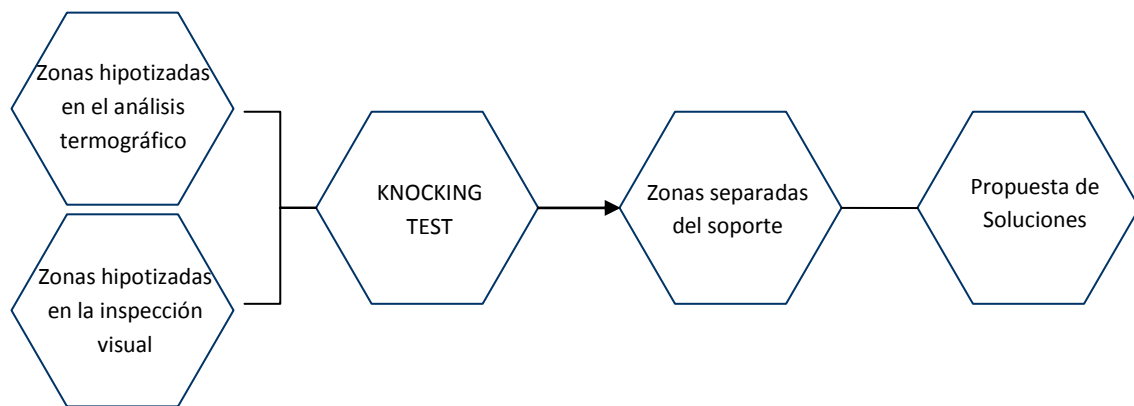 Zonas hipotizadas
en el análisis
termográfico
Zonas hipotizadas
en la inspección
visual
KNOCKING
TEST
Zonas separadas
del soporte
Propuesta de
Soluciones